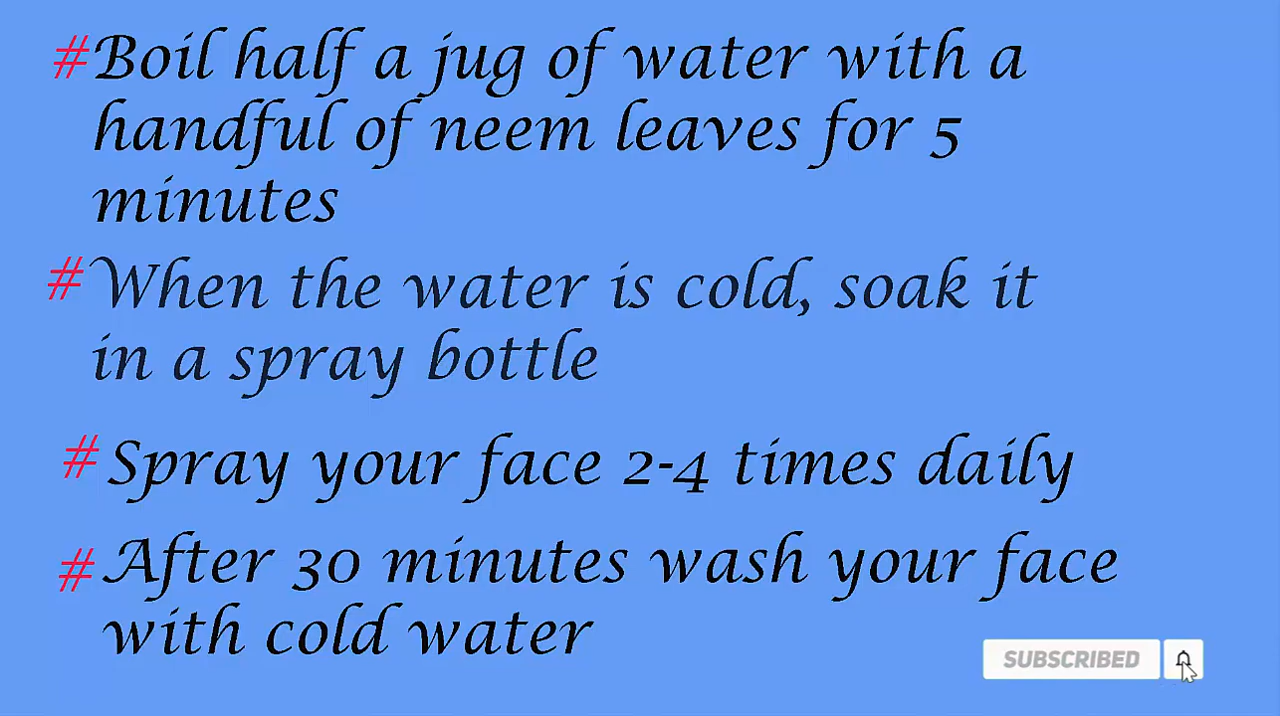 #Boil half a jug of water with a
handful of neem leaves for 5
minutes
#When the water is cold, soak it
in a spray bottle
#Spray your face 2-4 times daily
#After 30 minutes wash your face
with cold water
SUBSCRIBED